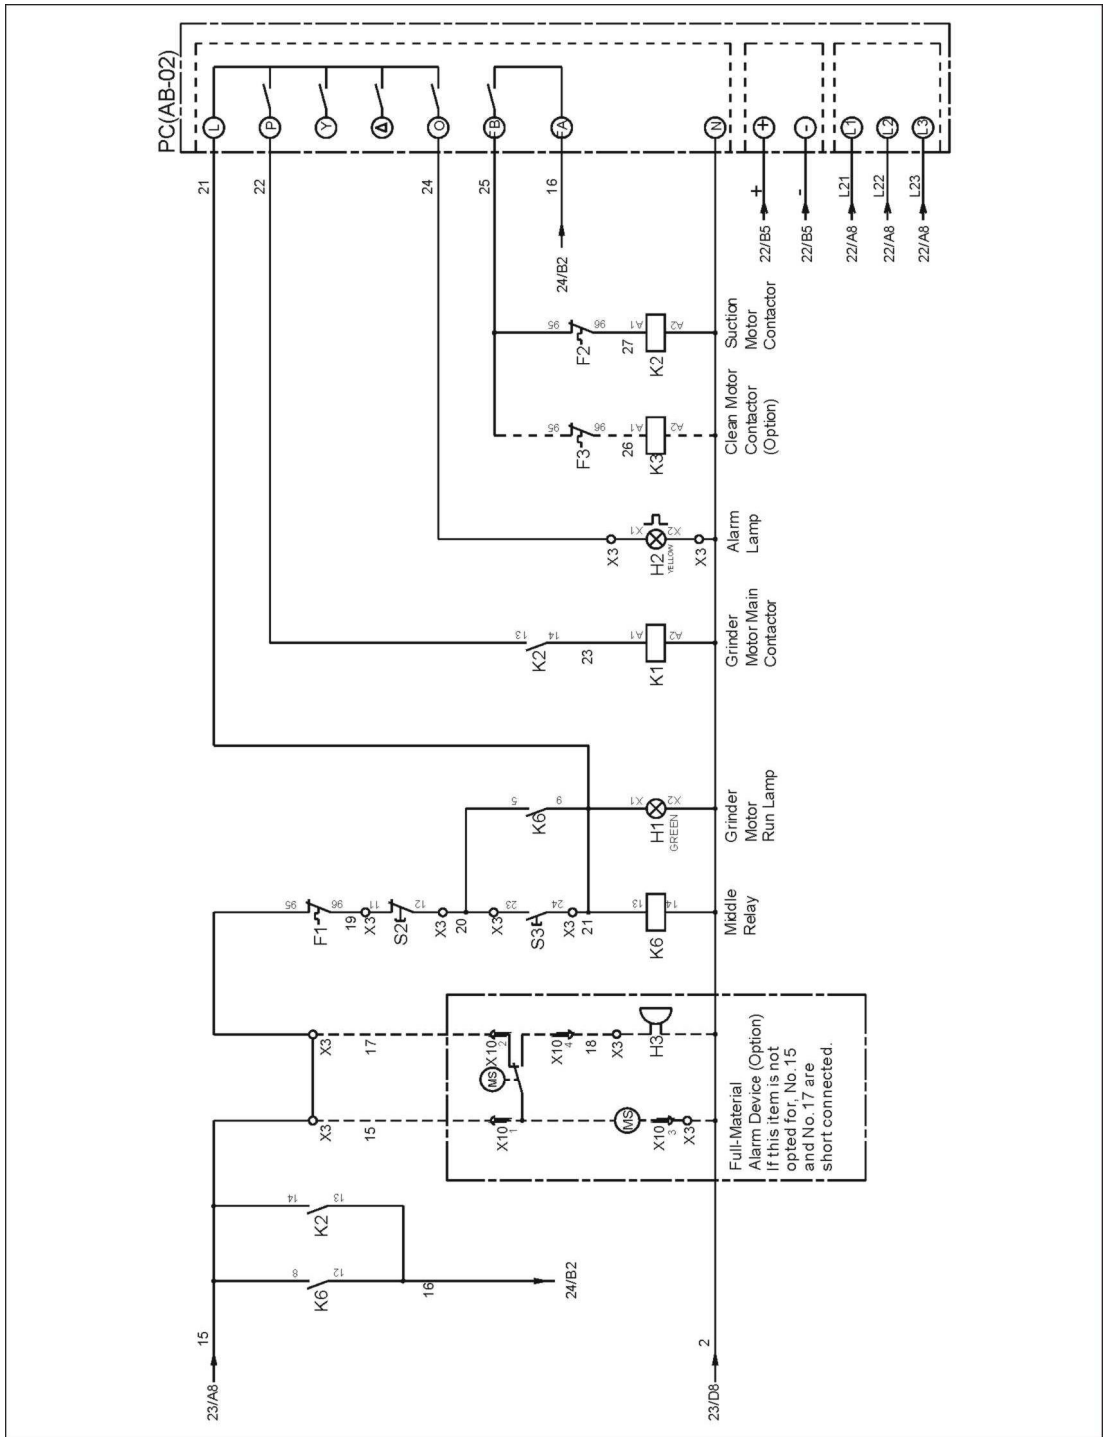 PC(AB-02)
L
P
Y
Δ
O
FB
FA
N
+
-
L1
L2
L3
21
22
24
25
16
+
-
L21
L22
L23
24/B2
22/B5
22/B5
22/A8
22/A8
22/A8
95
96
F2
27
A1
A2
K2
Suction
Motor
Contactor
95
96
F3
26
A1
A2
K3
Clean Motor
Contactor
(Option)
X3
X1
X2
H2
YELLOW
X3
Alarm
Lamp
13
14
K2
23
A1
A2
K1
Grinder
Motor Main
Contactor
5
9
K6
X1
X2
H1
GREEN
Grinder
Motor
Run Lamp
95
96
F1
19
X3
11
12
S2
X3
20
X3
23
24
S3
X3
21
13
14
K6
Middle
Relay
X3
17
X10
2
MS
X10
4
18
X3
H3
X3
15
X10
1
MS
X10
3
X3
Full-Material
Alarm Device (Option)
If this item is not
opted for, No.15
and No.17 are
short connected.
14
13
K2
8
12
K6
16
24/B2
15
23/A8
2
23/D8